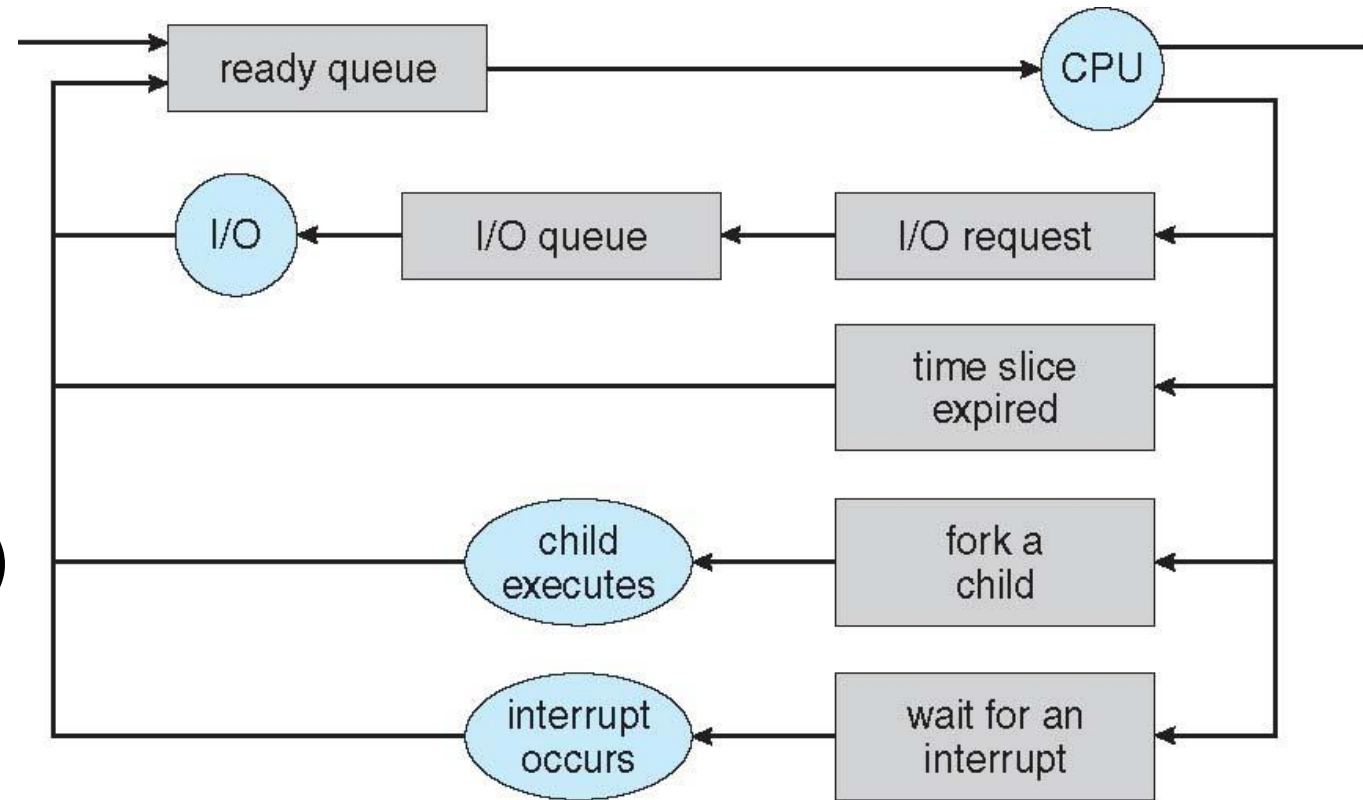 ready queue
CPU
I/O
I/O queue
I/O request
time slice
expired
child
executes
fork a
child
interrupt
occurs
wait for an
interrupt
)